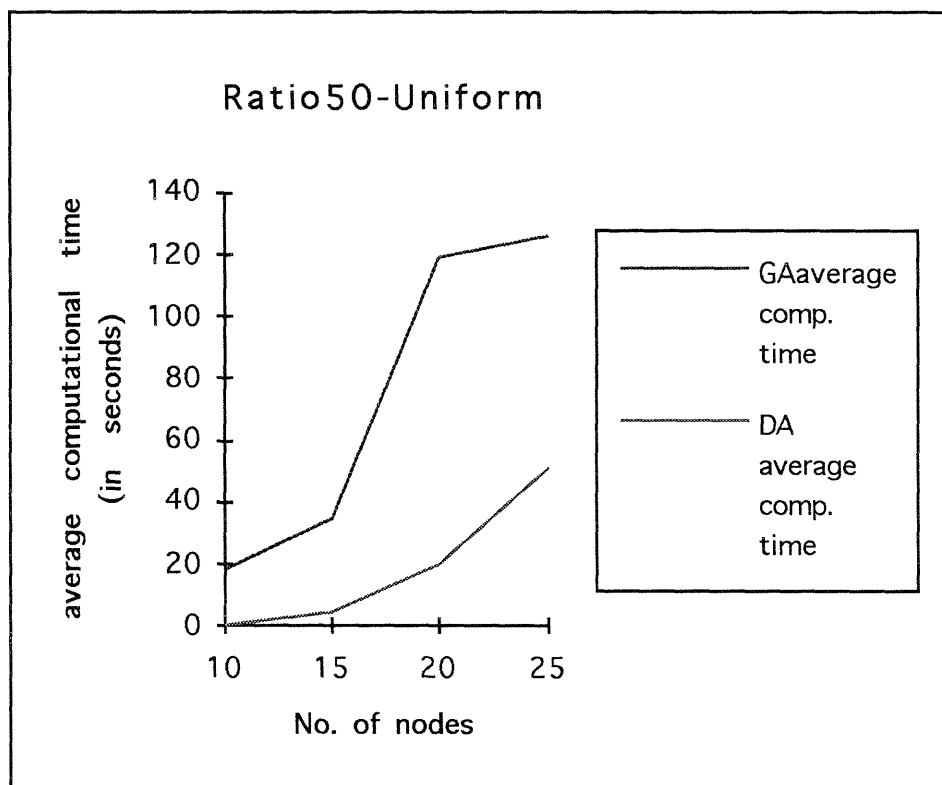 Ratio50-Uniform
average computational time
(in seconds)
140
120
100
80
60
40
20
0
10 15 20 25
No. of nodes
GAaverage
comp.
time
DA
average
comp.
time